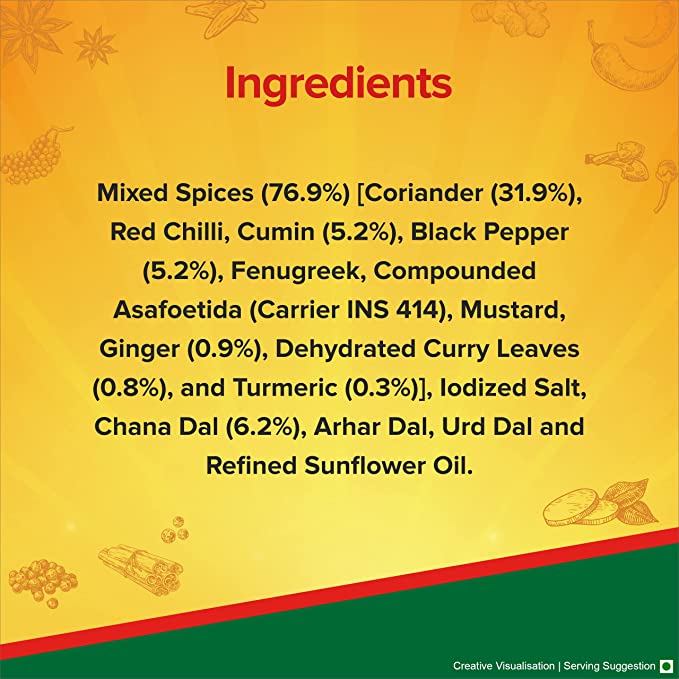 Ingredients
Mixed Spices (76.9%) [Coriander (31.9%),
Red Chilli, Cumin (5.2%), Black Pepper
(5.2%), Fenugreek, Compounded
Asafoetida (Carrier INS 414), Mustard,
Ginger (0.9%), Dehydrated Curry Leaves
(0.8%), and Turmeric (0.3%)], Iodized Salt,
Chana Dal (6.2%), Arhar Dal, Urd Dal and
Refined Sunflower Oil.
Creative Visualisation | Serving Suggestion